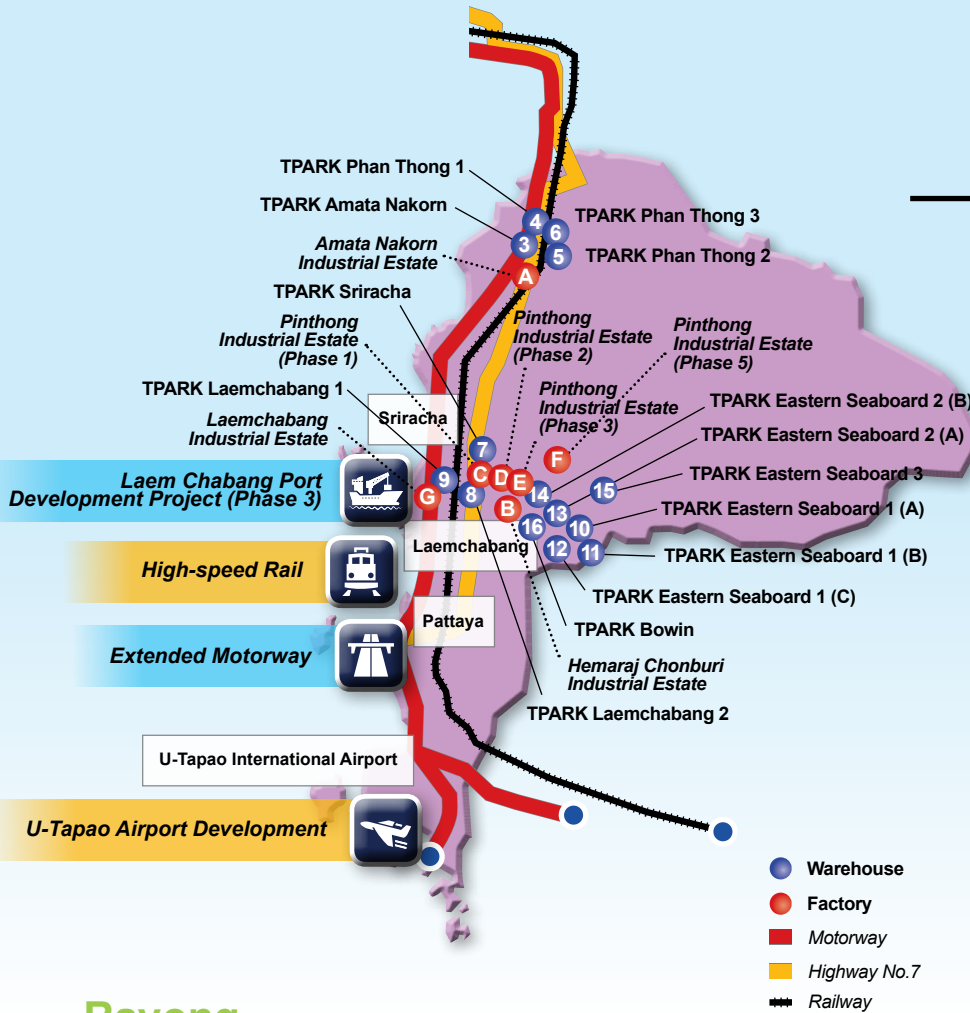 TPARK Phan Thong 1
TPARK Amata Nakorn
Amata Nakorn
Industrial Estate
TPARK Sriracha
Pinthong
Industrial Estate
(Phase 1)
TPARK Laemchabang 1
Laemchabang
Industrial Estate
4
6
3
5
A
TPARK Phan Thong 3
TPARK Phan Thong 2
Pinthong
Industrial Estate
(Phase 2)
Pinthong
Industrial Estate
(Phase 5)
Pinthong
Industrial Estate
(Phase 3)
TPARK Eastern Seaboard 2 (B)
TPARK Eastern Seaboard 2 (A)
TPARK Eastern Seaboard 3
TPARK Eastern Seaboard 1 (A)
TPARK Eastern Seaboard 1 (B)
TPARK Eastern Seaboard 1 (C)
TPARK Bowin
Hemaraj Chonburi
Industrial Estate
TPARK Laemchabang 2
Sriracha
7
C
D
E
F
9
G
8
14
15
B
13
16
10
12
11
Laemchabang
Pattaya
Laem Chabang Port
Development Project (Phase 3)
High-speed Rail
Extended Motorway
U-Tapao International Airport
U-Tapao Airport Development
Warehouse
Factory
Motorway
Highway No.7
Railway